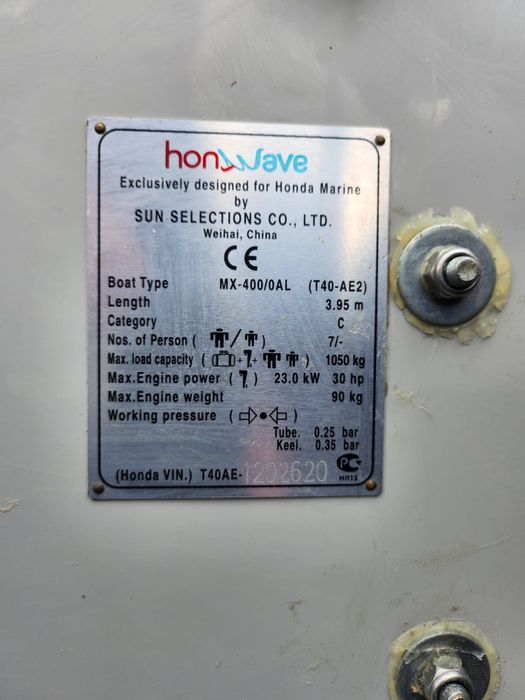 honwave
Exclusively designed for Honda Marine
by
SUN SELECTIONS CO., LTD.
Weihai, China
CE
Boat Type MX-400/0AL (T40-AE2)
Length 3.95 m
Category C
Nos. of Person ( / ) 7/-
Max. load capacity ( + + ) 1050 kg
Max.Engine power ( ) 23.0 kW 30 hp
Max.Engine weight 90 kg
Working pressure ( )
Tube. 0.25 bar
Keel. 0.35 bar
(Honda VIN.) T40AE-1202620
РС
МП15